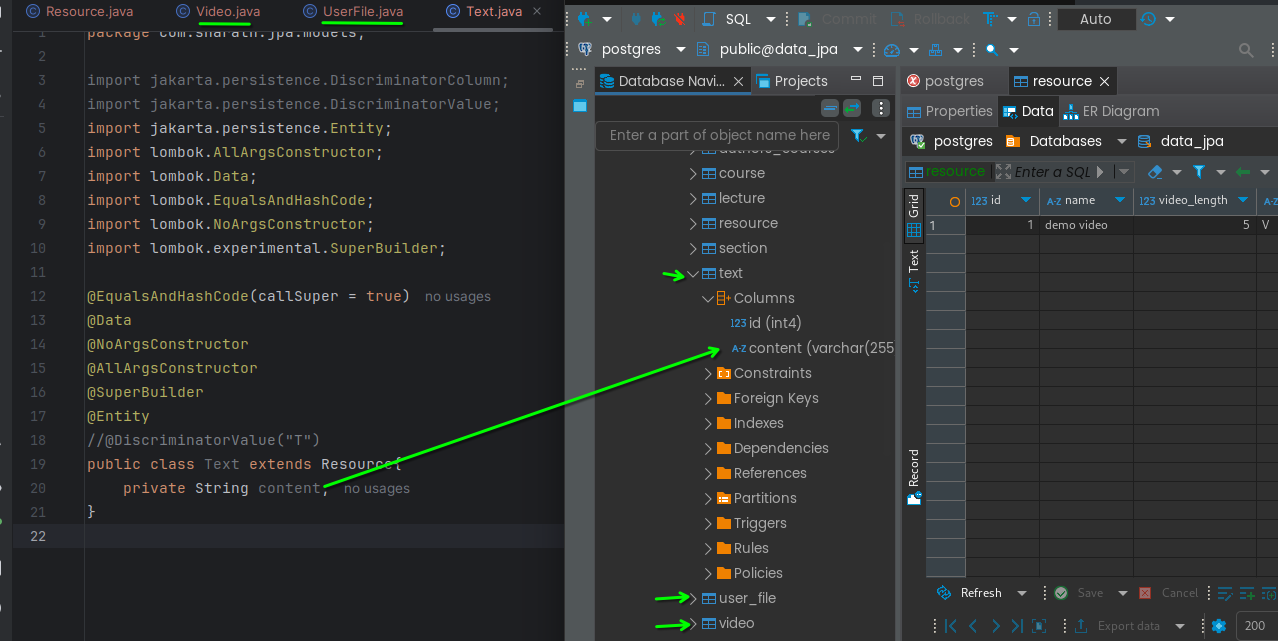 Resource.java
Video.java
UserFile.java
Text.java
1 package com.sharath.jpa.models;
2
3 import jakarta.persistence.DiscriminatorColumn;
4 import jakarta.persistence.DiscriminatorValue;
5 import jakarta.persistence.Entity;
6 import lombok.AllArgsConstructor;
7 import lombok.Data;
8 import lombok.EqualsAndHashCode;
9 import lombok.NoArgsConstructor;
10 import lombok.experimental.SuperBuilder;
11
12 @EqualsAndHashCode(callSuper = true) no usages
13 @Data
14 @NoArgsConstructor
15 @AllArgsConstructor
16 @SuperBuilder
17 @Entity
18 //@DiscriminatorValue("T")
19 public class Text extends Resource{
20 private String content; no usages
21 }
22
SQL
Commit
Rollback
Auto
postgres
public@data_jpa
Database Navi...
Projects
Enter a part of object name here
authors_courses
course
lecture
resource
section
text
Columns
123 id (int4)
A-Z content (varchar(255
Constraints
Foreign Keys
Indexes
Dependencies
References
Partitions
Triggers
Rules
Policies
user_file
video
postgres
resource
Properties
Data
ER Diagram
postgres
Databases
data_jpa
resource
Enter a SQL
Grid
Text
Record
123 id
A-Z name
123 video_length
A-Z
1 1 demo video 5 V
Refresh
Save
Cancel
Export data
200